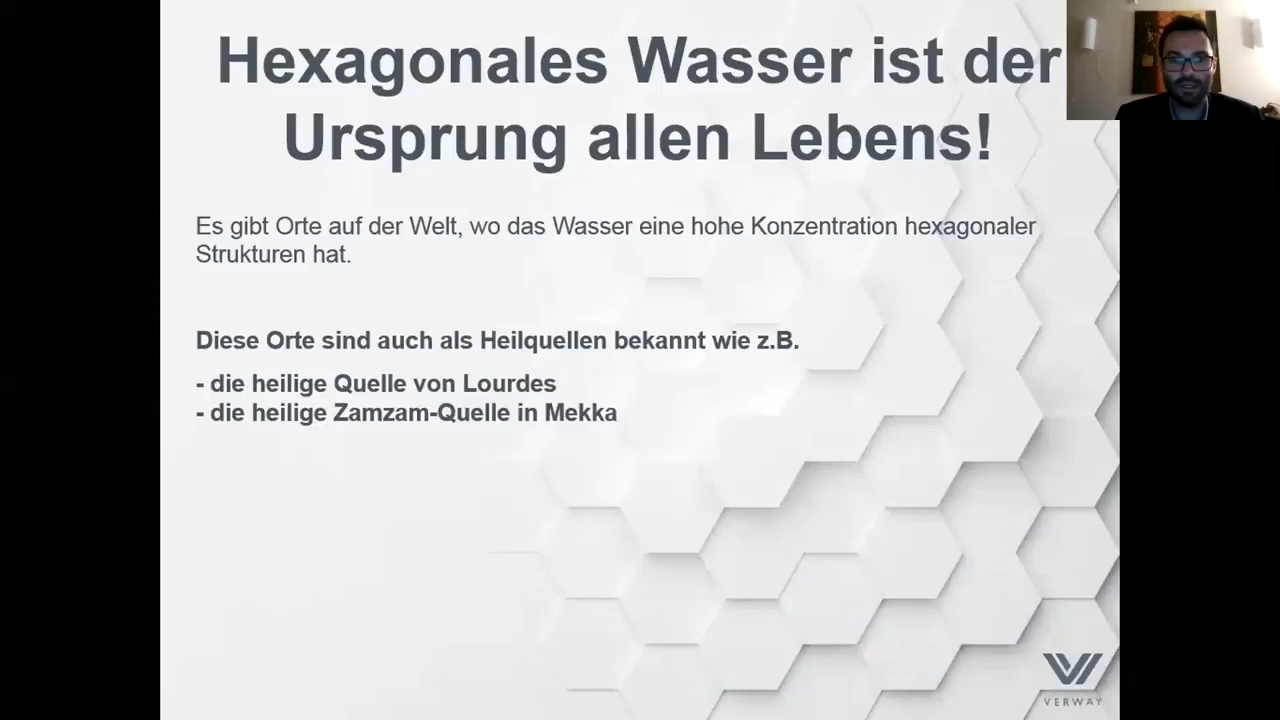 Hexagonales Wasser ist der
Ursprung allen Lebens!
Es gibt Orte auf der Welt, wo das Wasser eine hohe Konzentration hexagonaler
Strukturen hat.
Diese Orte sind auch als Heilquellen bekannt wie z.B.
- die heilige Quelle von Lourdes
- die heilige Zamzam-Quelle in Mekka
VERWAY